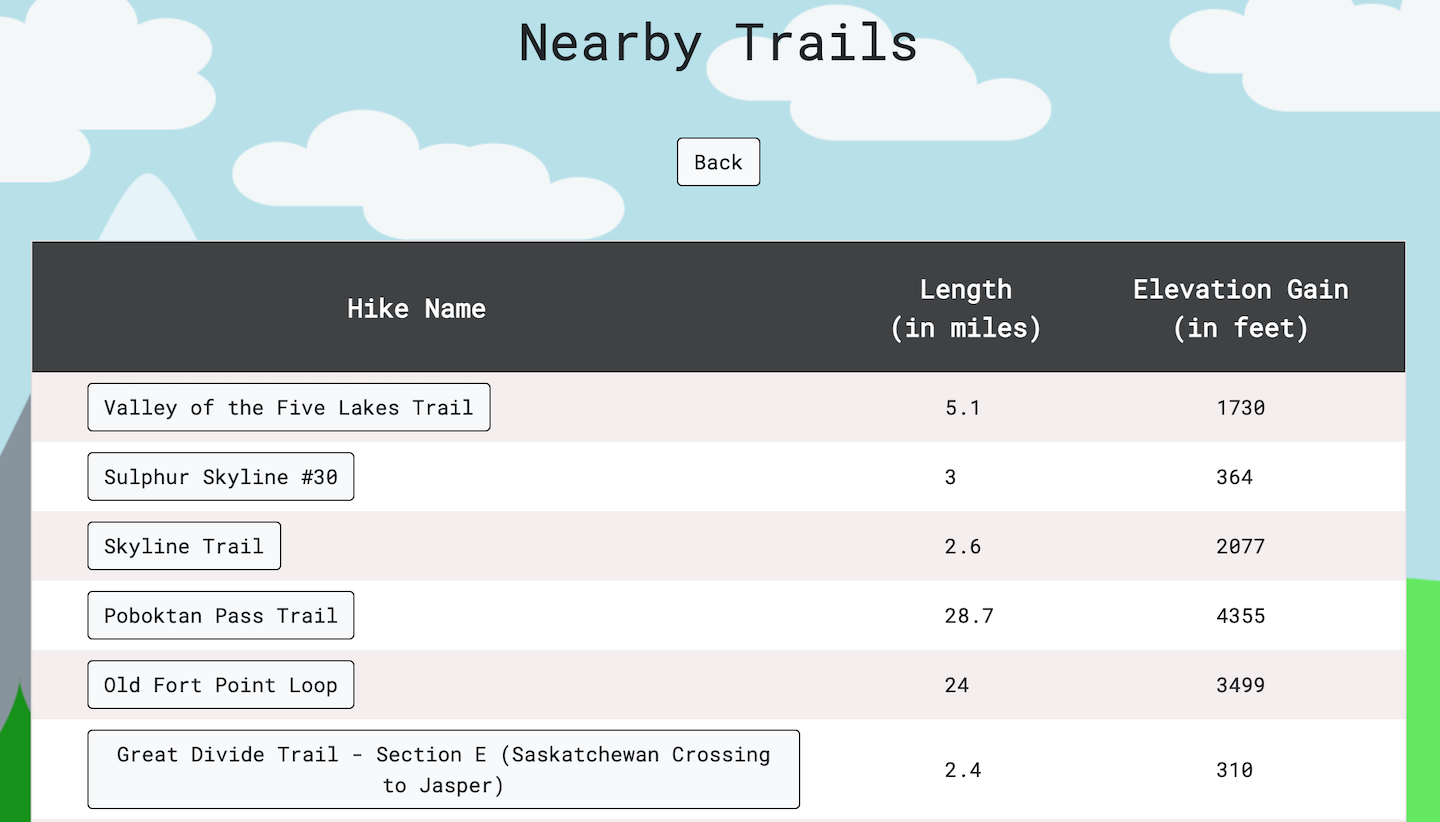 Nearby Trails
Back
Hike Name
Length
(in miles)
Elevation Gain
(in feet)
Valley of the Five Lakes Trail 5.1 1730
Sulphur Skyline #30 3 364
Skyline Trail 2.6 2077
Poboktan Pass Trail 28.7 4355
Old Fort Point Loop 24 3499
Great Divide Trail - Section E (Saskatchewan Crossing
to Jasper)
2.4 310